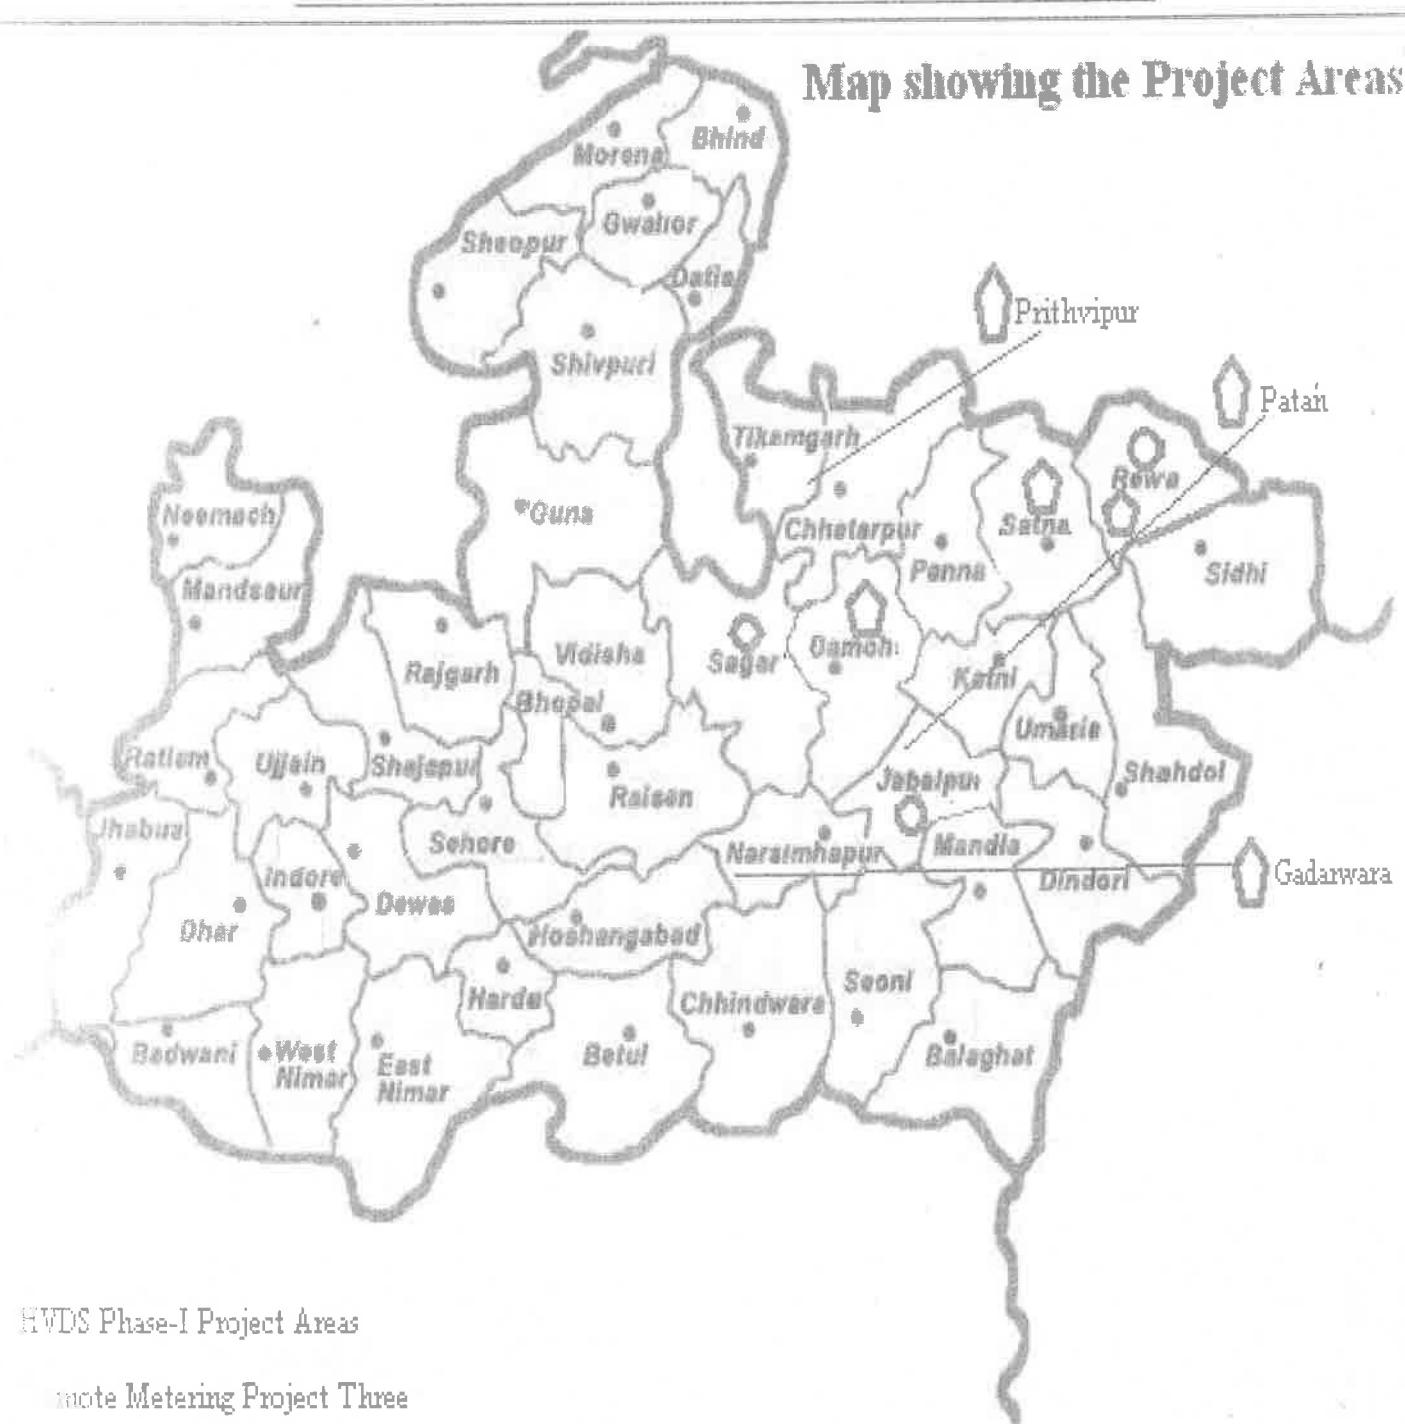 Map showing the Project Areas
Bhind
Morena
Gwalior
Sheopur
Datia
Prithvipur
Shivpuri
Patan
Tikamgarh
Rewa
Neemach
Guna
Chhatarpur
Satna
Panna
Sidhi
Mandsaur
Vidisha
Sagar
Damoh
Rajgarh
Katni
Bhopal
Umaria
Ratlam
Ujjain
Shajapur
Shahdol
Jabalpur
Raisen
Jhabua
Sehore
Narsimhapur
Mandla
Indore
Dindori
Gadarwara
Dewas
Dhar
Hoshangabad
Seoni
Harda
Chhindwara
Badwani
West
Nimar
East
Nimar
Betul
Balaghat
HVDS Phase-I Project Areas
mote Metering Project Three